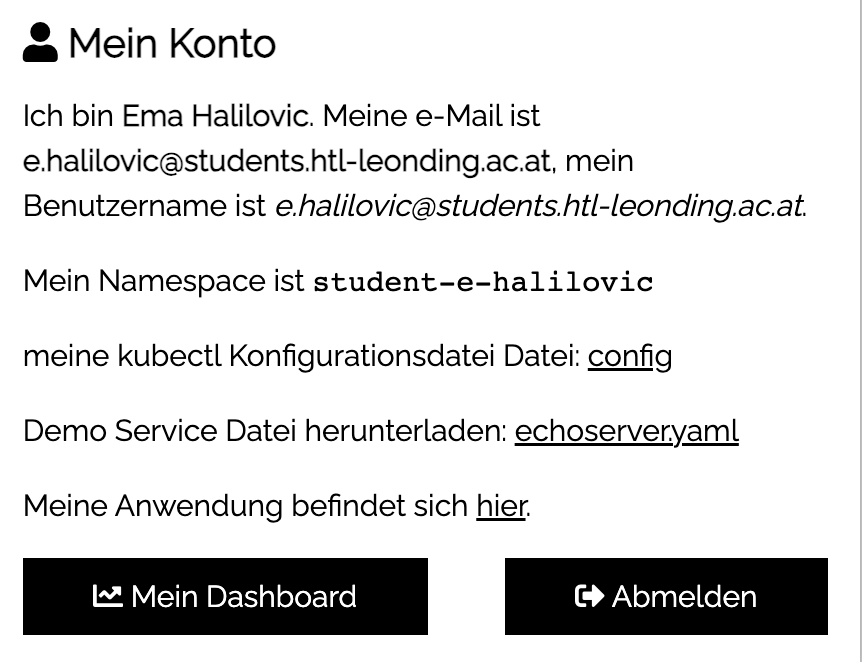 Mein Konto
Ich bin Ema Halilovic. Meine e-Mail ist
e.halilovic@students.htl-leonding.ac.at, mein
Benutzername ist e.halilovic@students.htl-leonding.ac.at.
Mein Namespace ist student-e-halilovic
meine kubectl Konfigurationsdatei Datei: config
Demo Service Datei herunterladen: echoserver.yaml
Meine Anwendung befindet sich hier.
Mein Dashboard
Abmelden